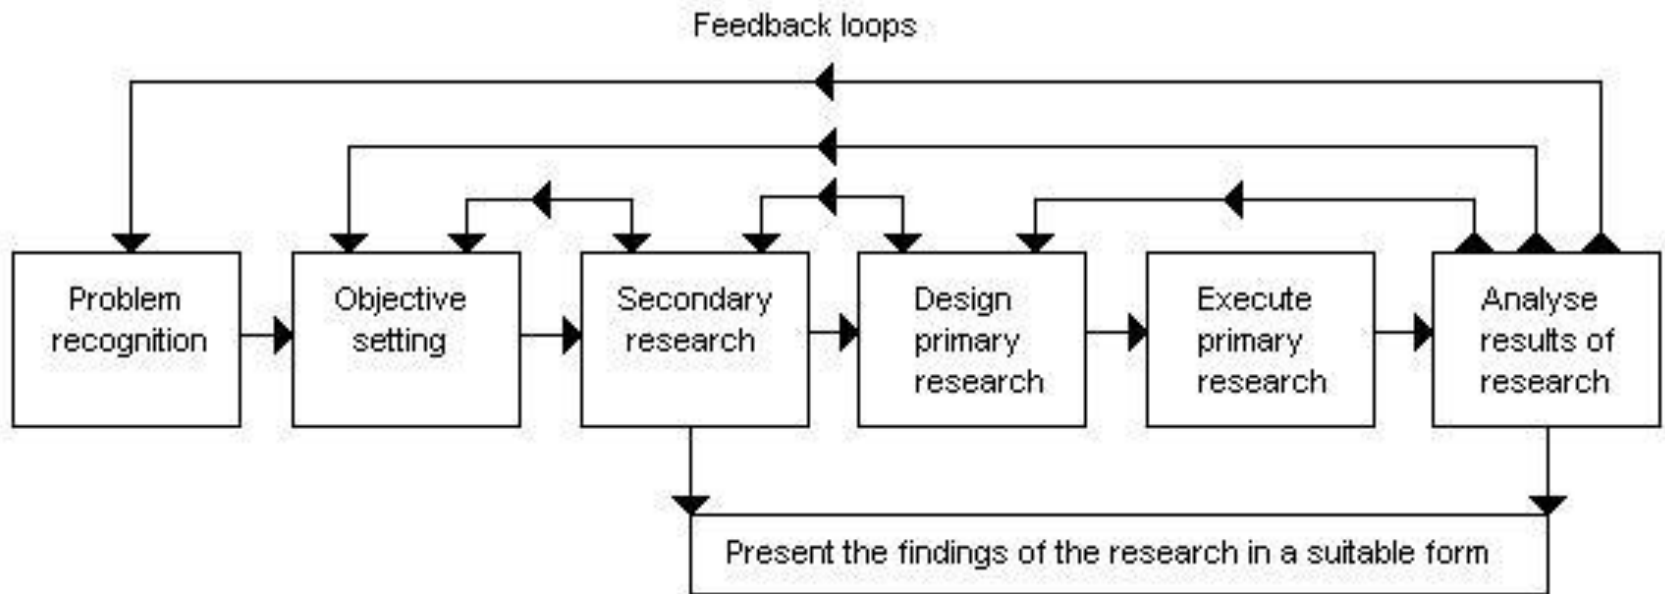 Feedback loops
Problem
recognition
Objective
setting
Secondary
research
Design
primary
research
Execute
primary
research
Analyse
results of
research
Present the findings of the research in a suitable form